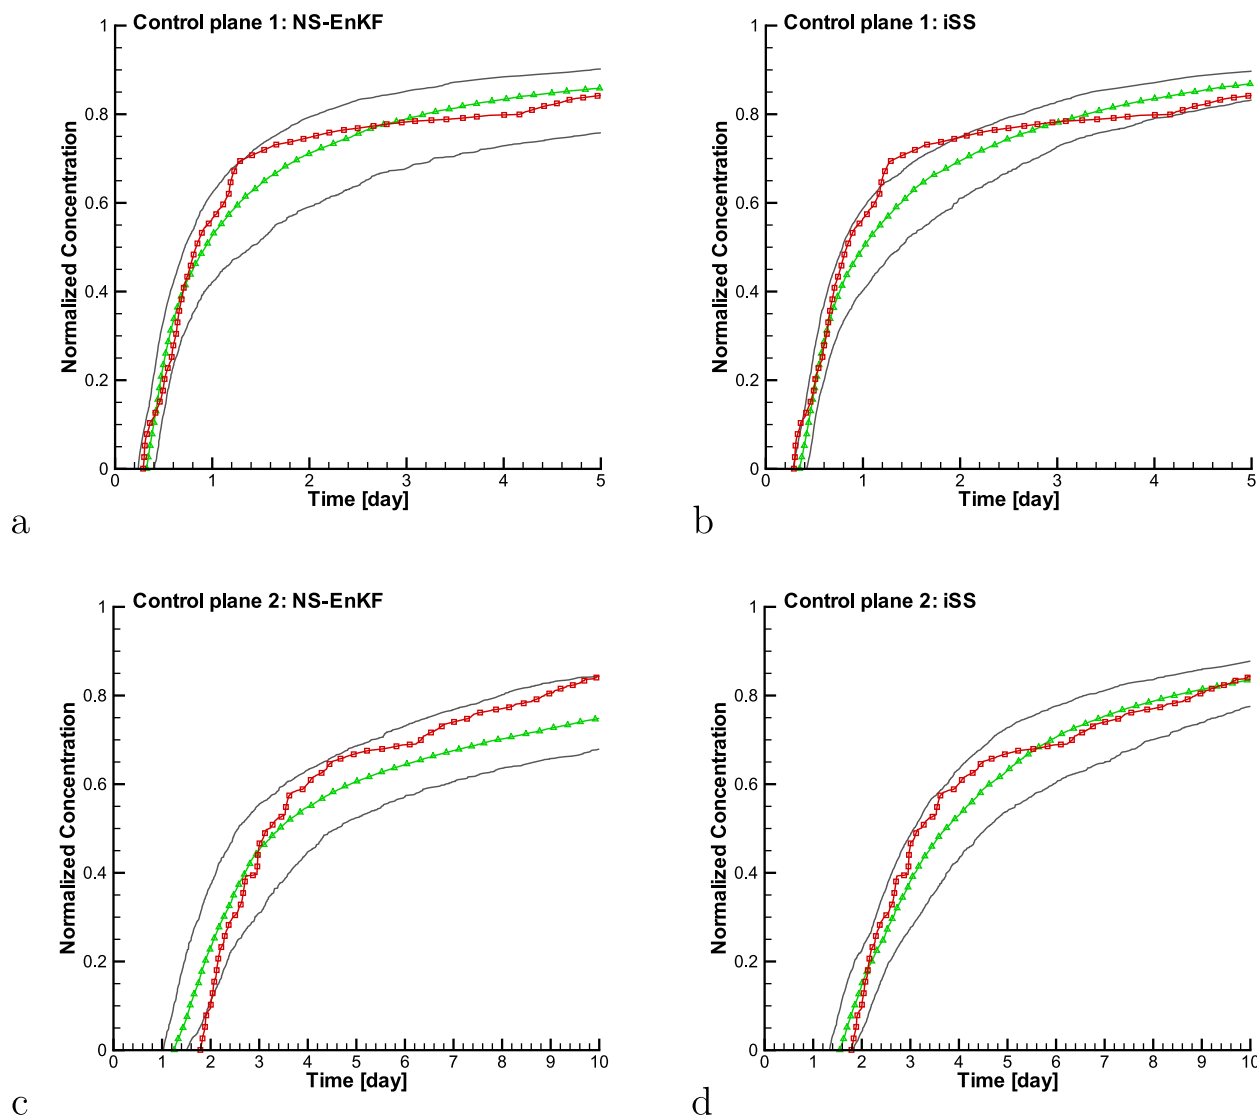 Control plane 1: NS-EnKF
1
0.8
0.6
0.4
0.2
0
Normalized Concentration
0 1 2 3 4 5
Time [day]
a
Control plane 1: iSS
1
0.8
0.6
0.4
0.2
0
Normalized Concentration
0 1 2 3 4 5
Time [day]
b
Control plane 2: NS-EnKF
1
0.8
0.6
0.4
0.2
0
Normalized Concentration
0 1 2 3 4 5 6 7 8 9 10
Time [day]
c
Control plane 2: iSS
1
0.8
0.6
0.4
0.2
0
Normalized Concentration
0 1 2 3 4 5 6 7 8 9 10
Time [day]
d